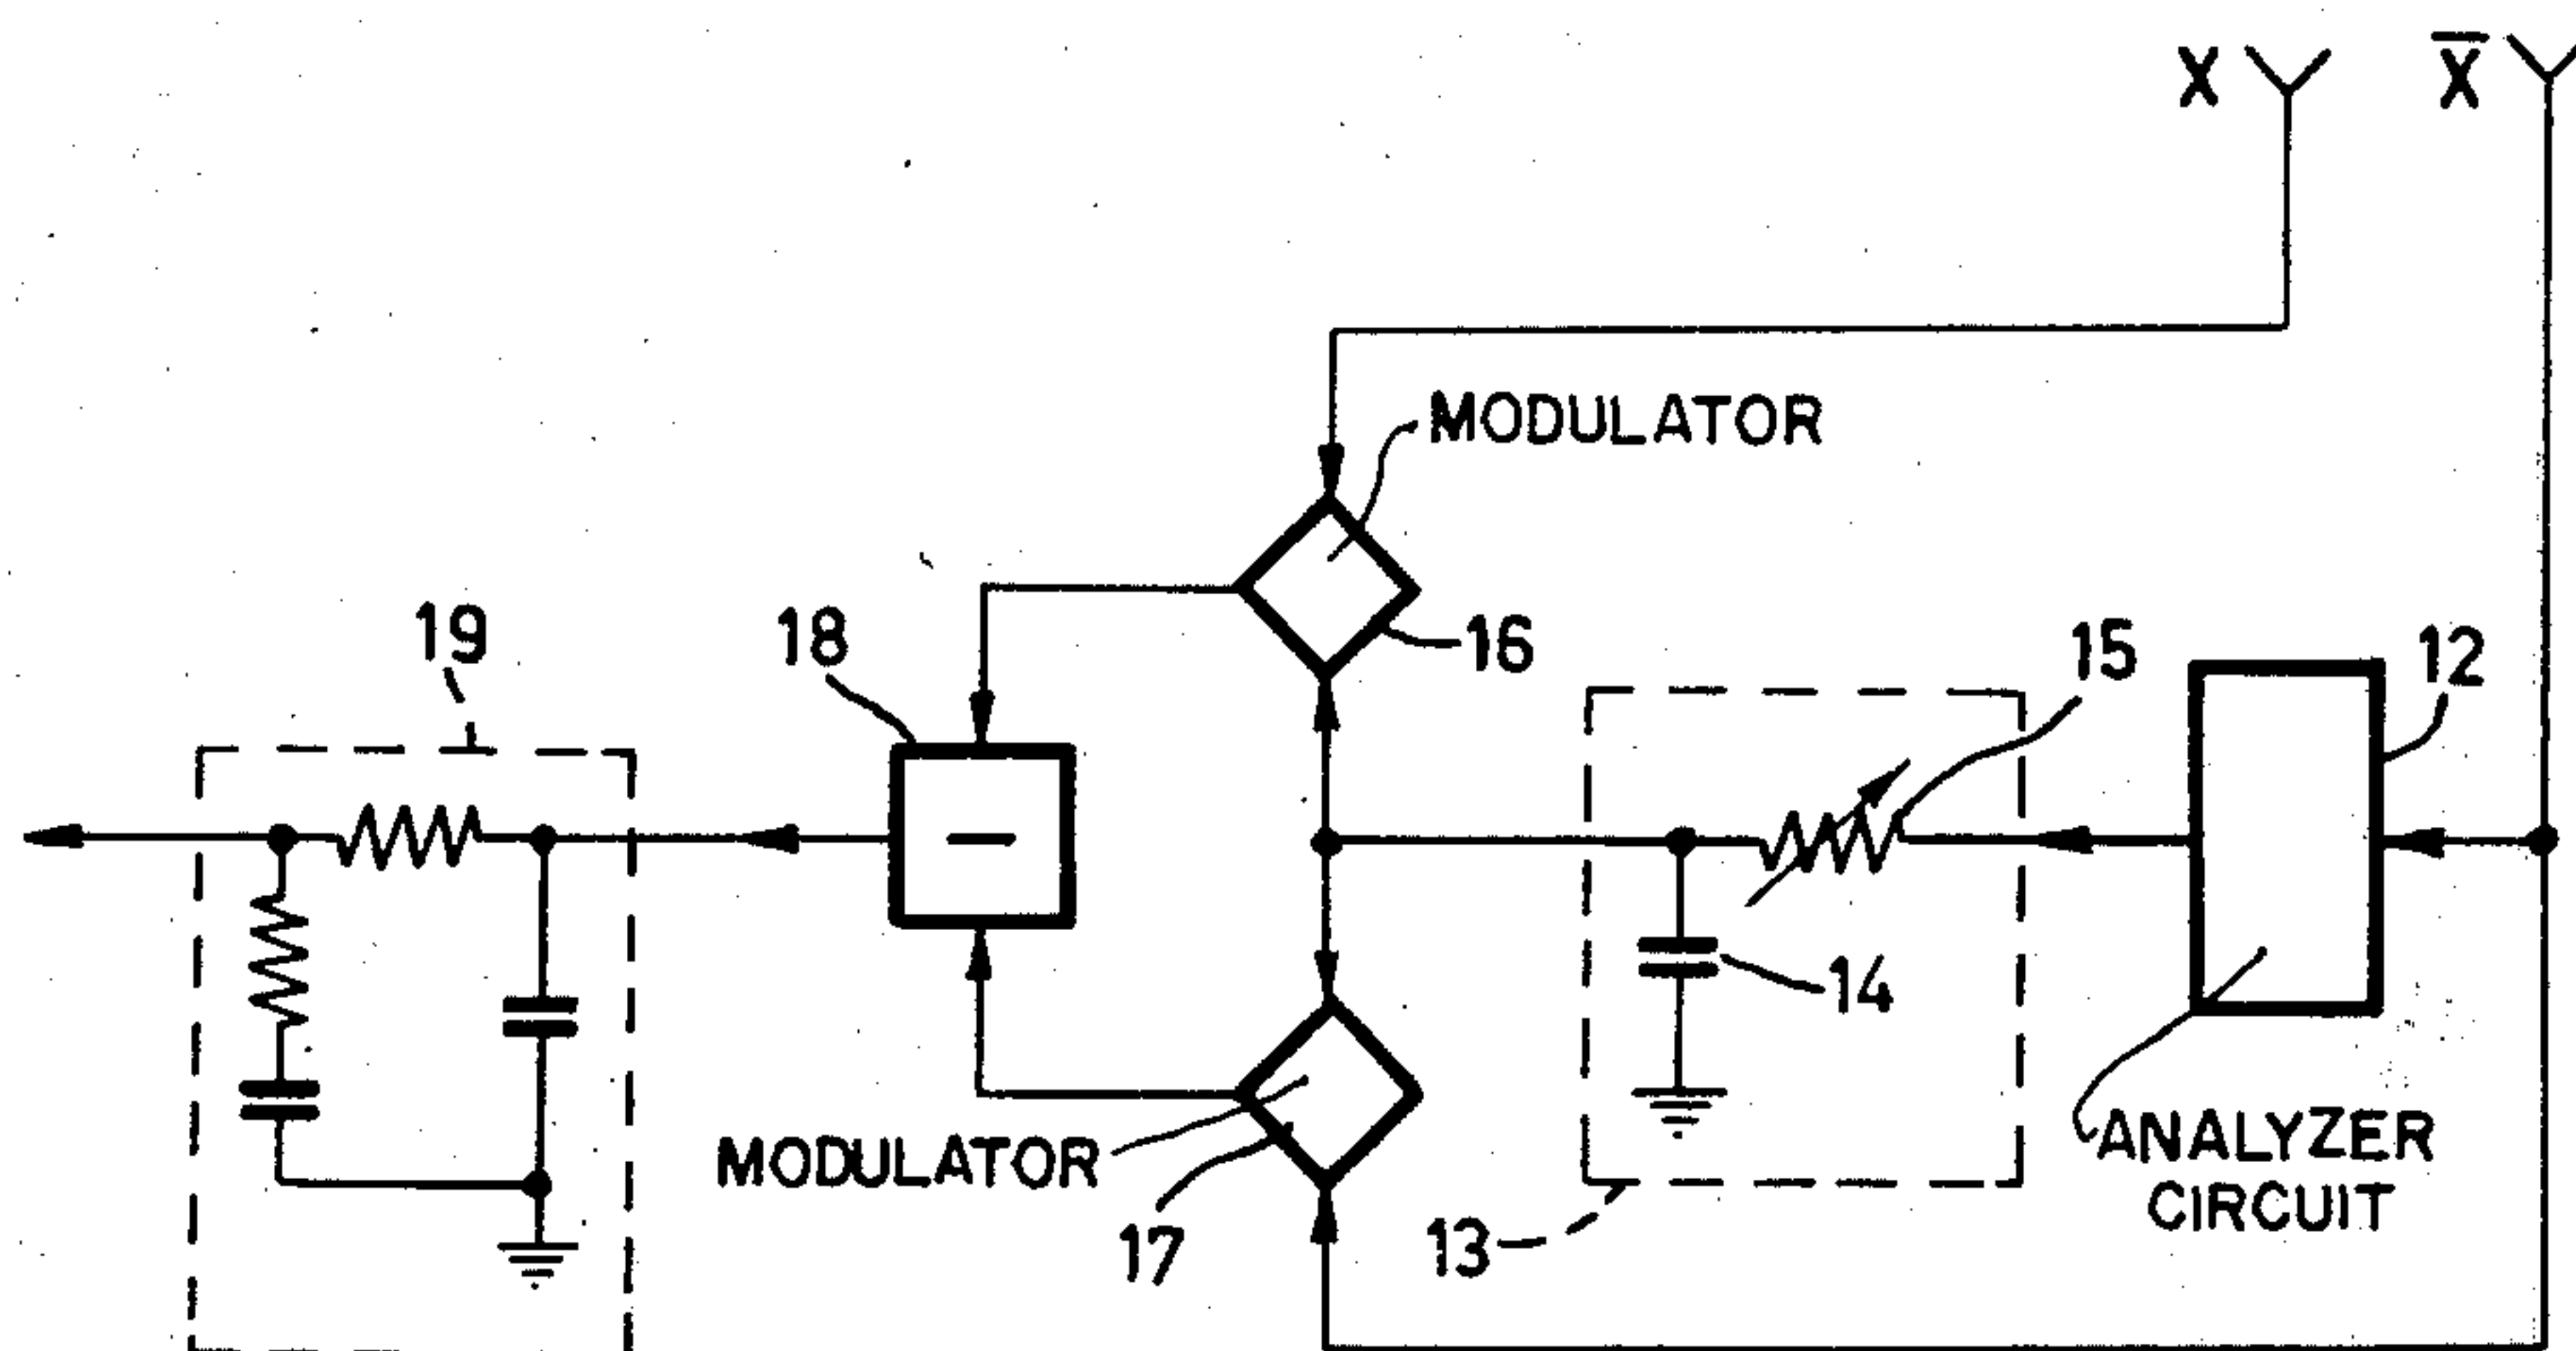 X X̅
MODULATOR
19
18
16
15
12
14
MODULATOR
17
13
ANALYZER
CIRCUIT